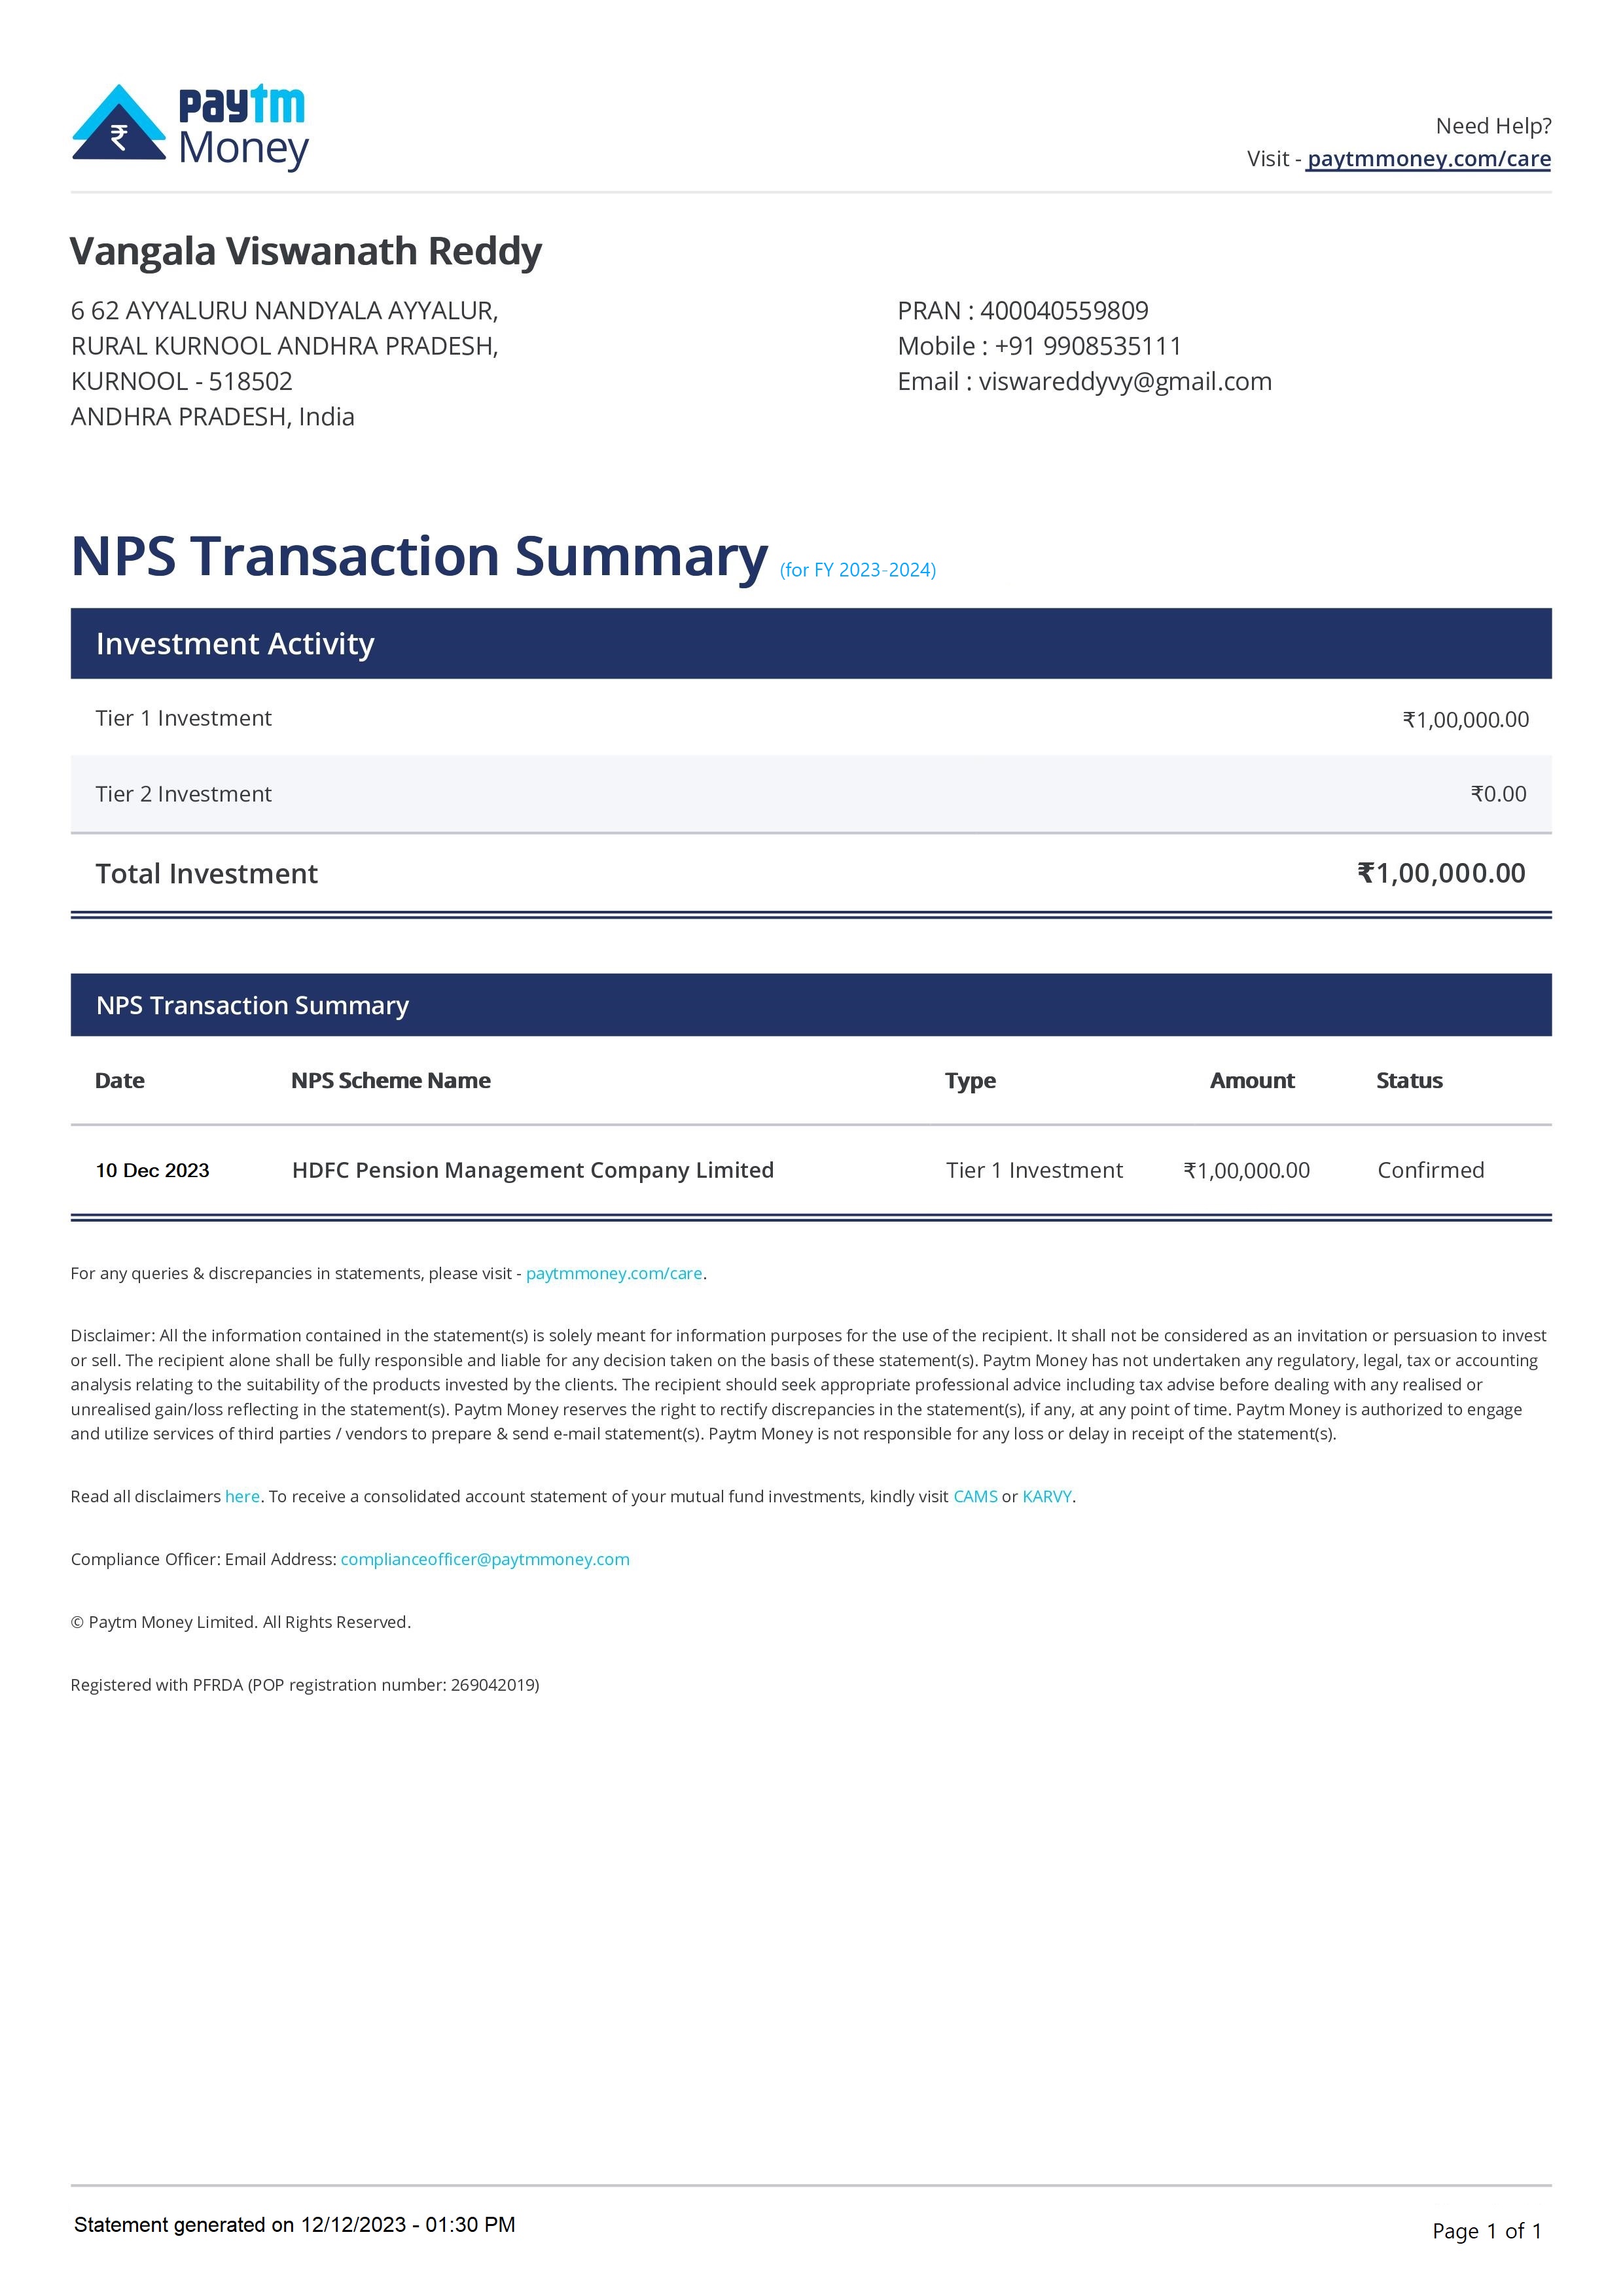 ₹
paytm
Money
Need Help?
Visit - paytmmoney.com/care
Vangala Viswanath Reddy
6 62 AYYALURU NANDYALA AYYALUR,
RURAL KURNOOL ANDHRA PRADESH,
KURNOOL - 518502
ANDHRA PRADESH, India
PRAN : 400040559809
Mobile : +91 9908535111
Email : viswareddyvy@gmail.com
NPS Transaction Summary (for FY 2023-2024)
Investment Activity
Tier 1 Investment ₹1,00,000.00
Tier 2 Investment ₹0.00
Total Investment ₹1,00,000.00
NPS Transaction Summary
Date NPS Scheme Name Type Amount Status
10 Dec 2023 HDFC Pension Management Company Limited Tier 1 Investment ₹1,00,000.00 Confirmed
For any queries & discrepancies in statements, please visit - paytmmoney.com/care.
Disclaimer: All the information contained in the statement(s) is solely meant for information purposes for the use of the recipient. It shall not be considered as an invitation or persuasion to invest
or sell. The recipient alone shall be fully responsible and liable for any decision taken on the basis of these statement(s). Paytm Money has not undertaken any regulatory, legal, tax or accounting
analysis relating to the suitability of the products invested by the clients. The recipient should seek appropriate professional advice including tax advise before dealing with any realised or
unrealised gain/loss reflecting in the statement(s). Paytm Money reserves the right to rectify discrepancies in the statement(s), if any, at any point of time. Paytm Money is authorized to engage
and utilize services of third parties / vendors to prepare & send e-mail statement(s). Paytm Money is not responsible for any loss or delay in receipt of the statement(s).
Read all disclaimers here. To receive a consolidated account statement of your mutual fund investments, kindly visit CAMS or KARVY.
Compliance Officer: Email Address: complianceofficer@paytmmoney.com
© Paytm Money Limited. All Rights Reserved.
Registered with PFRDA (POP registration number: 269042019)
Statement generated on 12/12/2023 - 01:30 PM
Page 1 of 1